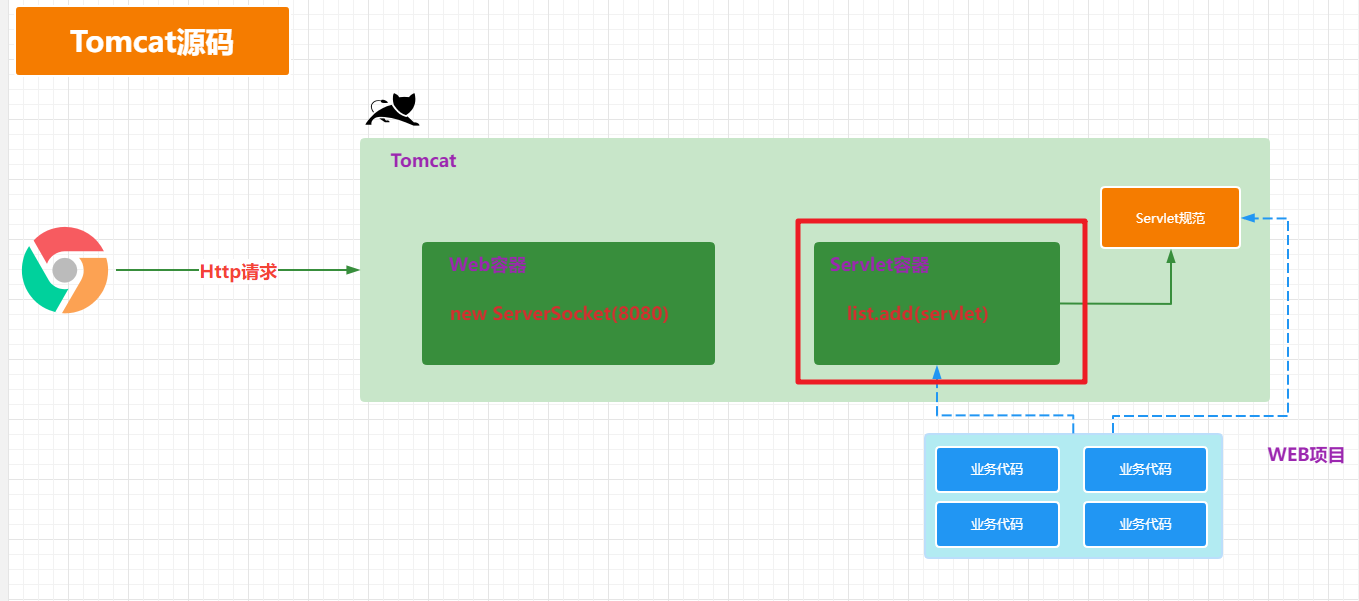 Tomcat源码
Tomcat
Servlet规范
Web容器
Servlet容器
Http请求
new ServerSocket(8080)
list.add(servlet)
WEB项目
业务代码
业务代码
业务代码
业务代码